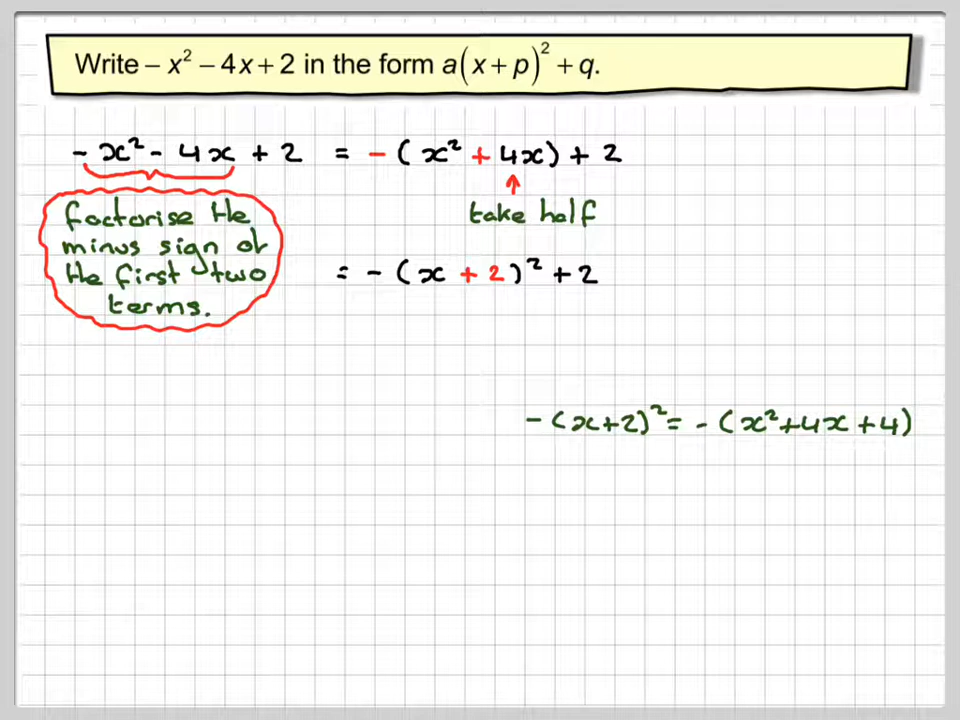 Write – x² – 4x + 2 in the form a(x + p)² + q.
- x² - 4x + 2 = - (x² + 4x) + 2
take half
factorise the
minus sign of
the first two
terms.
= - (x + 2)² + 2
- (x+2)² = - (x² + 4x + 4)